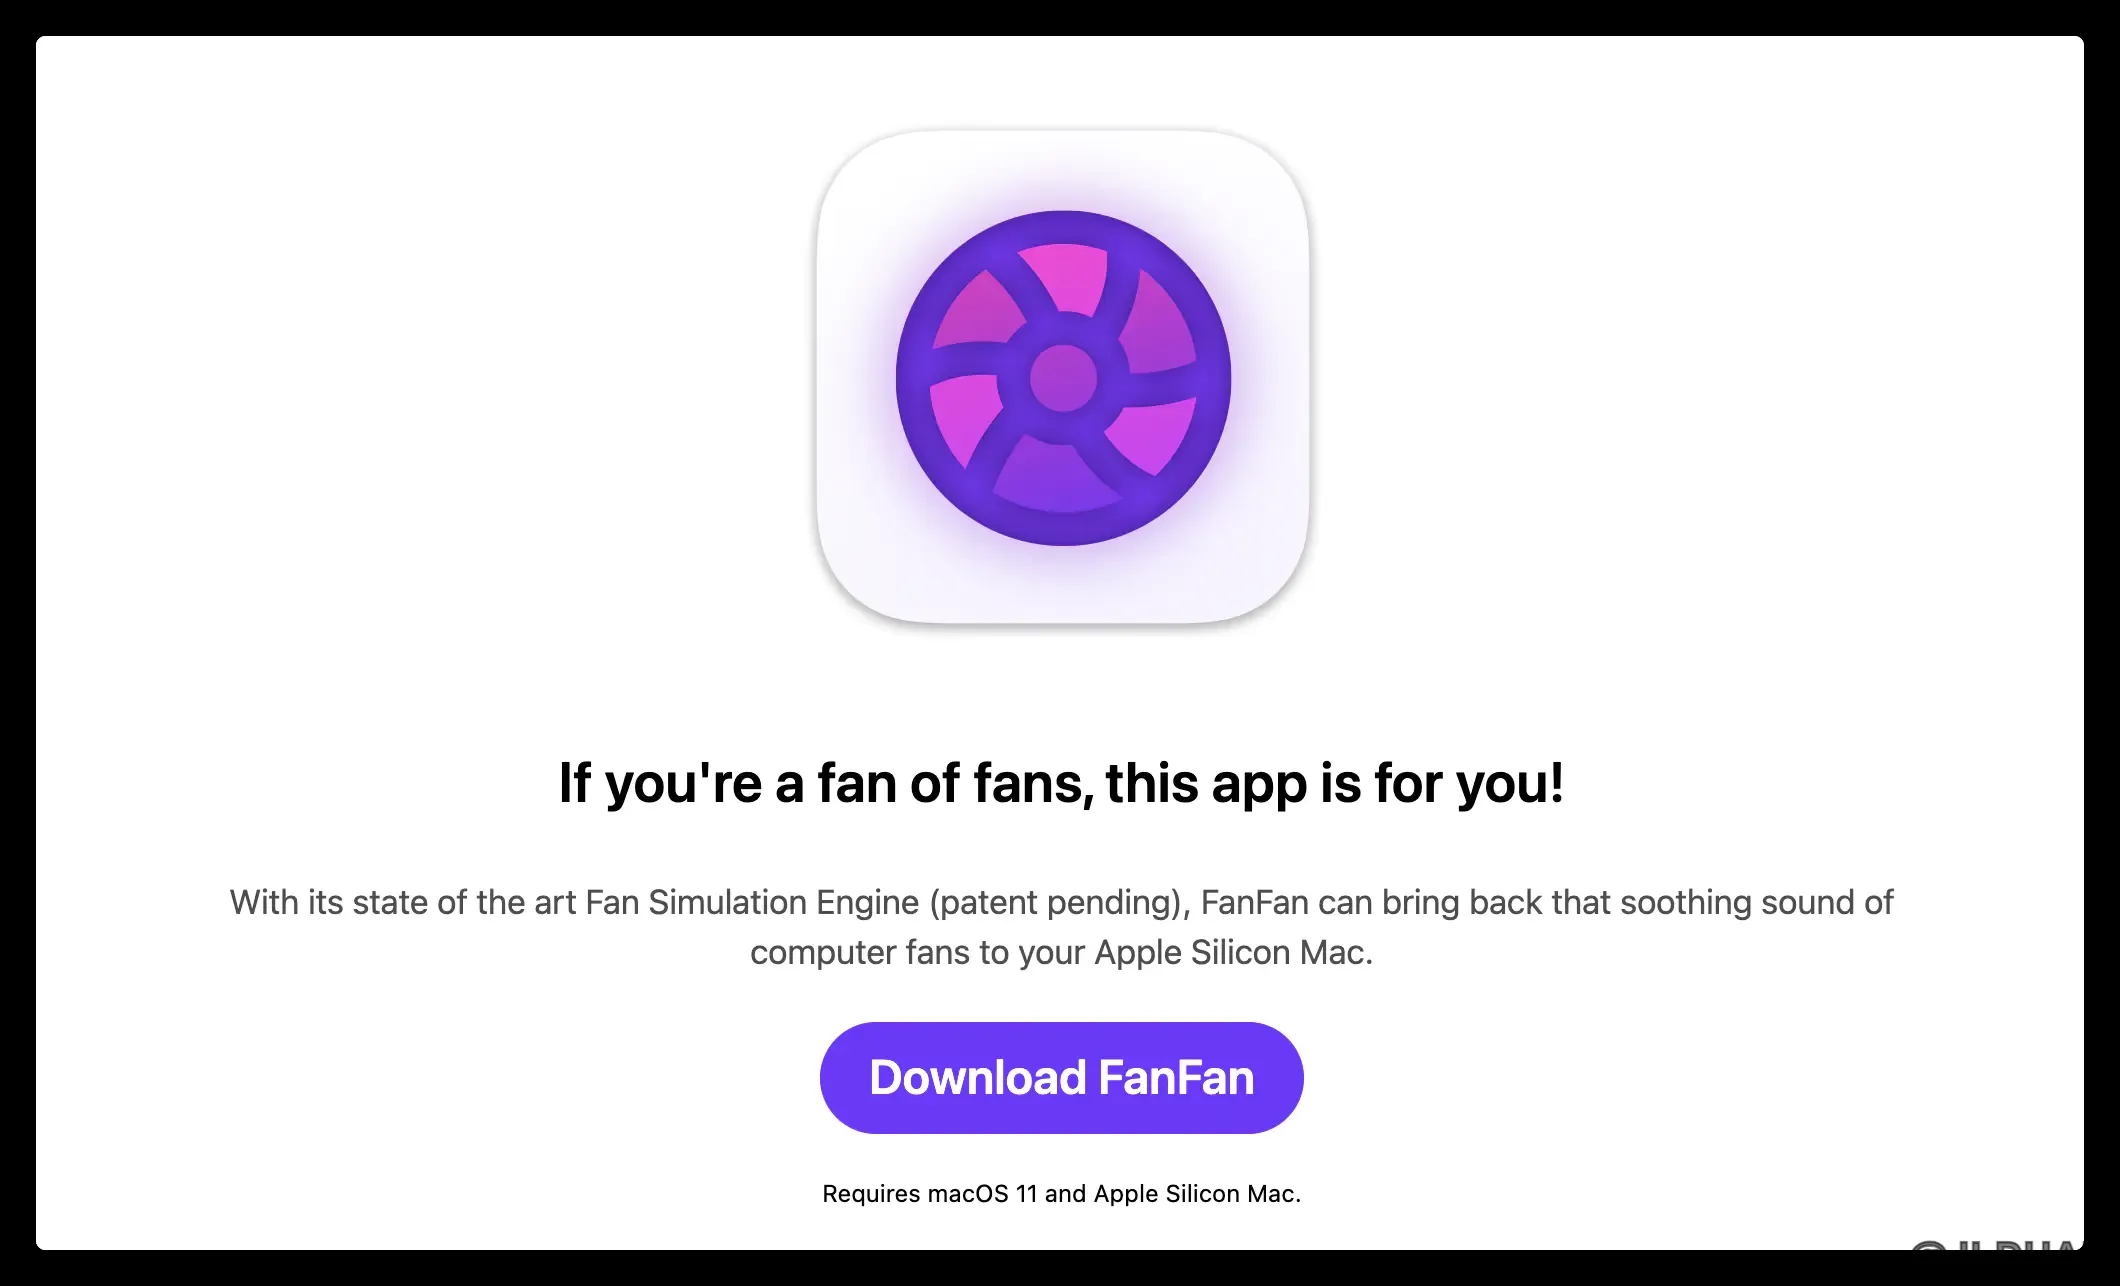 If you're a fan of fans, this app is for you!
With its state of the art Fan Simulation Engine (patent pending), FanFan can bring back that soothing sound of
computer fans to your Apple Silicon Mac.
Download FanFan
Requires macOS 11 and Apple Silicon Mac.